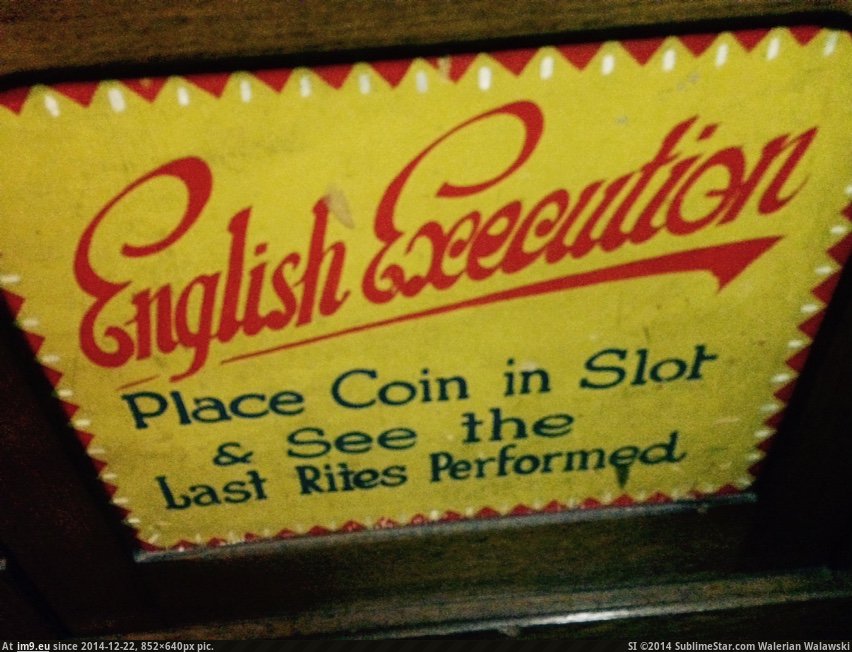 English Execution
Place Coin in Slot
& See the
Last Rites Performed
At im9.eu since 2014-12-22, 852×640px pic.
SI ©2014 SublimeStar.com Walerian Walawski